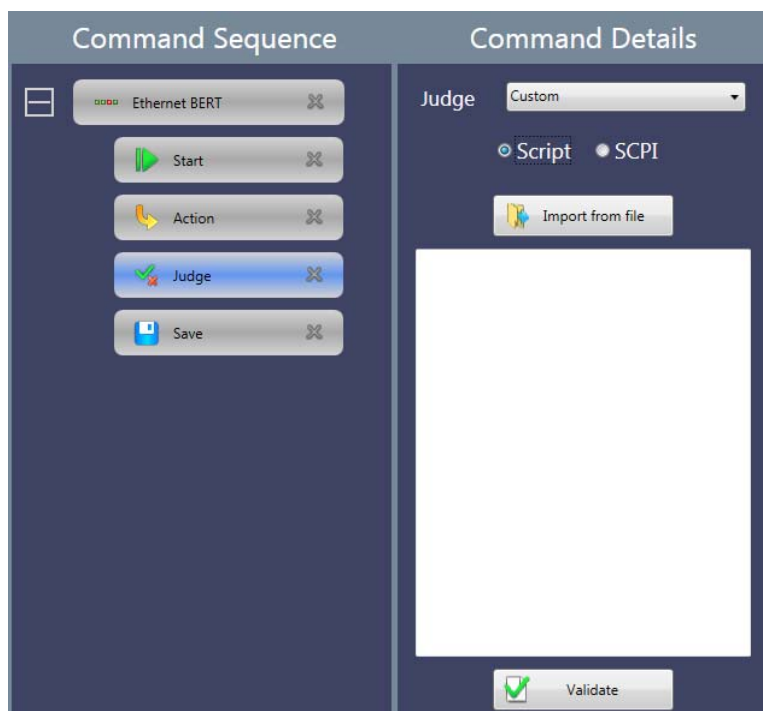 Command Sequence
Ethernet BERT
Start
Action
Judge
Save
Command Details
Judge Custom
Script SCPI
Import from file
Validate